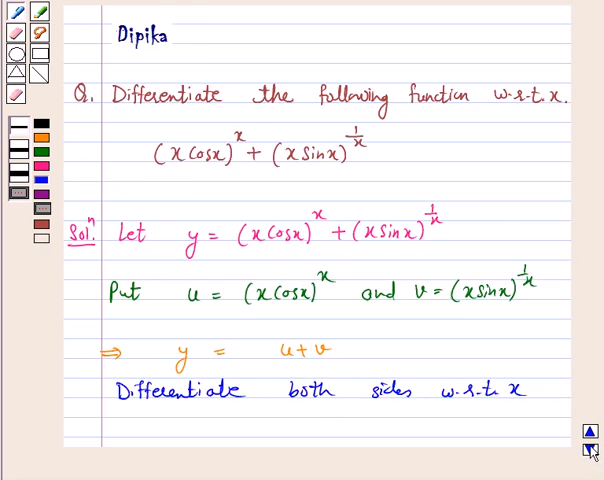 Dipika
Q. Differentiate the following function w.r.t.x.
(x cosx)^x + (x sinx)^{1/x}
Solⁿ. Let y = (x cosx)^x + (x sinx)^{1/x}
Put u = (x cosx)^x and v = (x sinx)^{1/x}
⇒ y = u+v
Differentiate both sides w.r.t. x